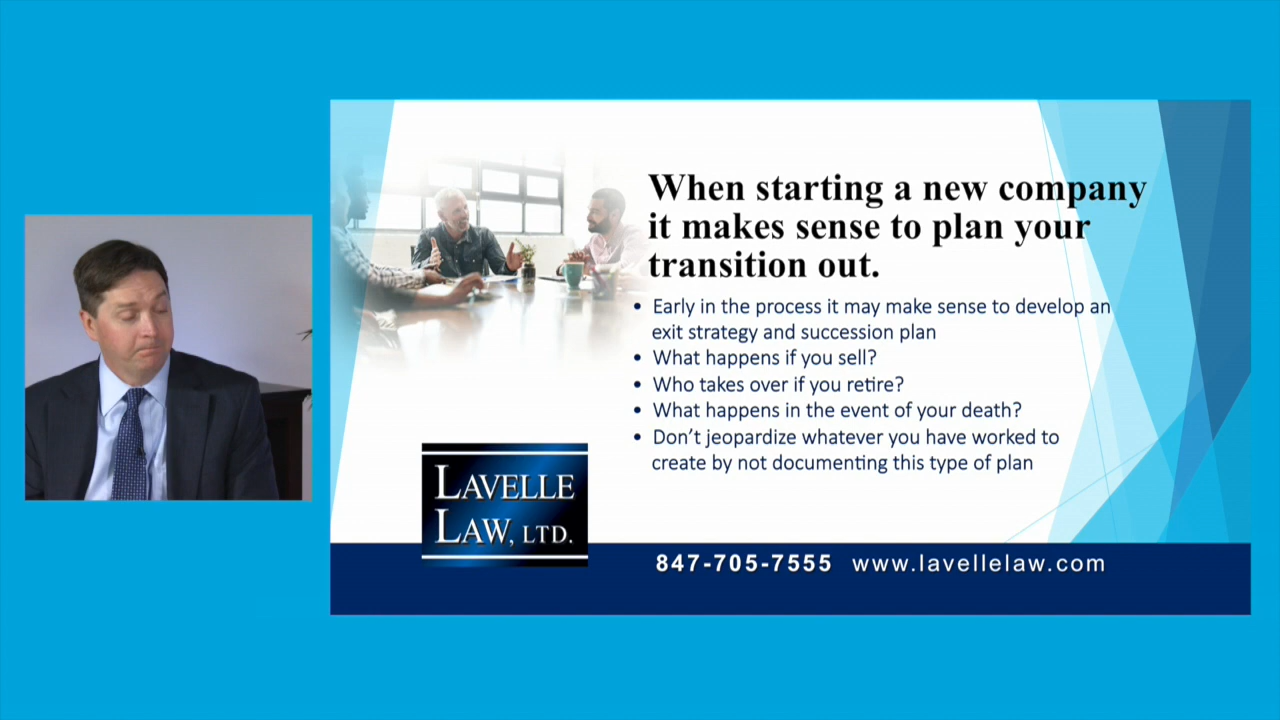 When starting a new company
it makes sense to plan your
transition out.
• Early in the process it may make sense to develop an
exit strategy and succession plan
• What happens if you sell?
• Who takes over if you retire?
• What happens in the event of your death?
• Don’t jeopardize whatever you have worked to
create by not documenting this type of plan
LAVELLE
LAW, LTD.
847-705-7555 www.lavellelaw.com